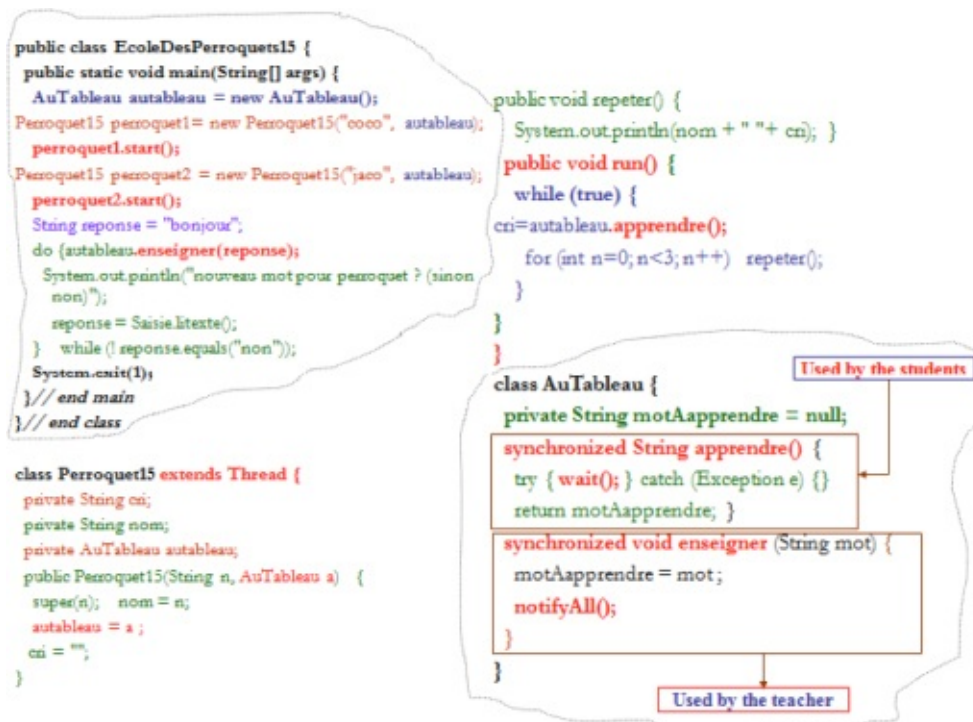 public class EcoleDesPerroquets15 {
public static void main(String[] args) {
AuTableau autableau = new AuTableau();
Perroquet15 perroquet1= new Perroquet15("coco", autableau);
perroquet1.start();
Perroquet15 perroquet2 = new Perroquet15("jaco", autableau);
perroquet2.start();
String reponse = "bonjour";
do {autableau.enseigner(reponse);
System.out.println("nouveau mot pour perroquet ? (sinon
non)");
reponse = Saisie.litexte();
} while (! reponse.equals("non"));
System.exit(1);
}// end main
}// end class
class Perroquet15 extends Thread {
private String cri;
private String nom;
private AuTableau autableau;
public Perroquet15(String n, AuTableau a) {
super(n); nom = n;
autableau = a ;
cri = "";
}
public void repeter() {
System.out.println(nom + " "+ cri); }
public void run() {
while (true) {
cri=autableau.apprendre();
for (int n=0; n<3; n++) repeter();
}
}
}
class AuTableau {
Used by the students
private String motAapprendre = null;
synchronized String apprendre() {
try { wait(); } catch (Exception e) {}
return motAapprendre; }
synchronized void enseigner (String mot) {
motAapprendre = mot ;
notifyAll();
}
}
Used by the teacher